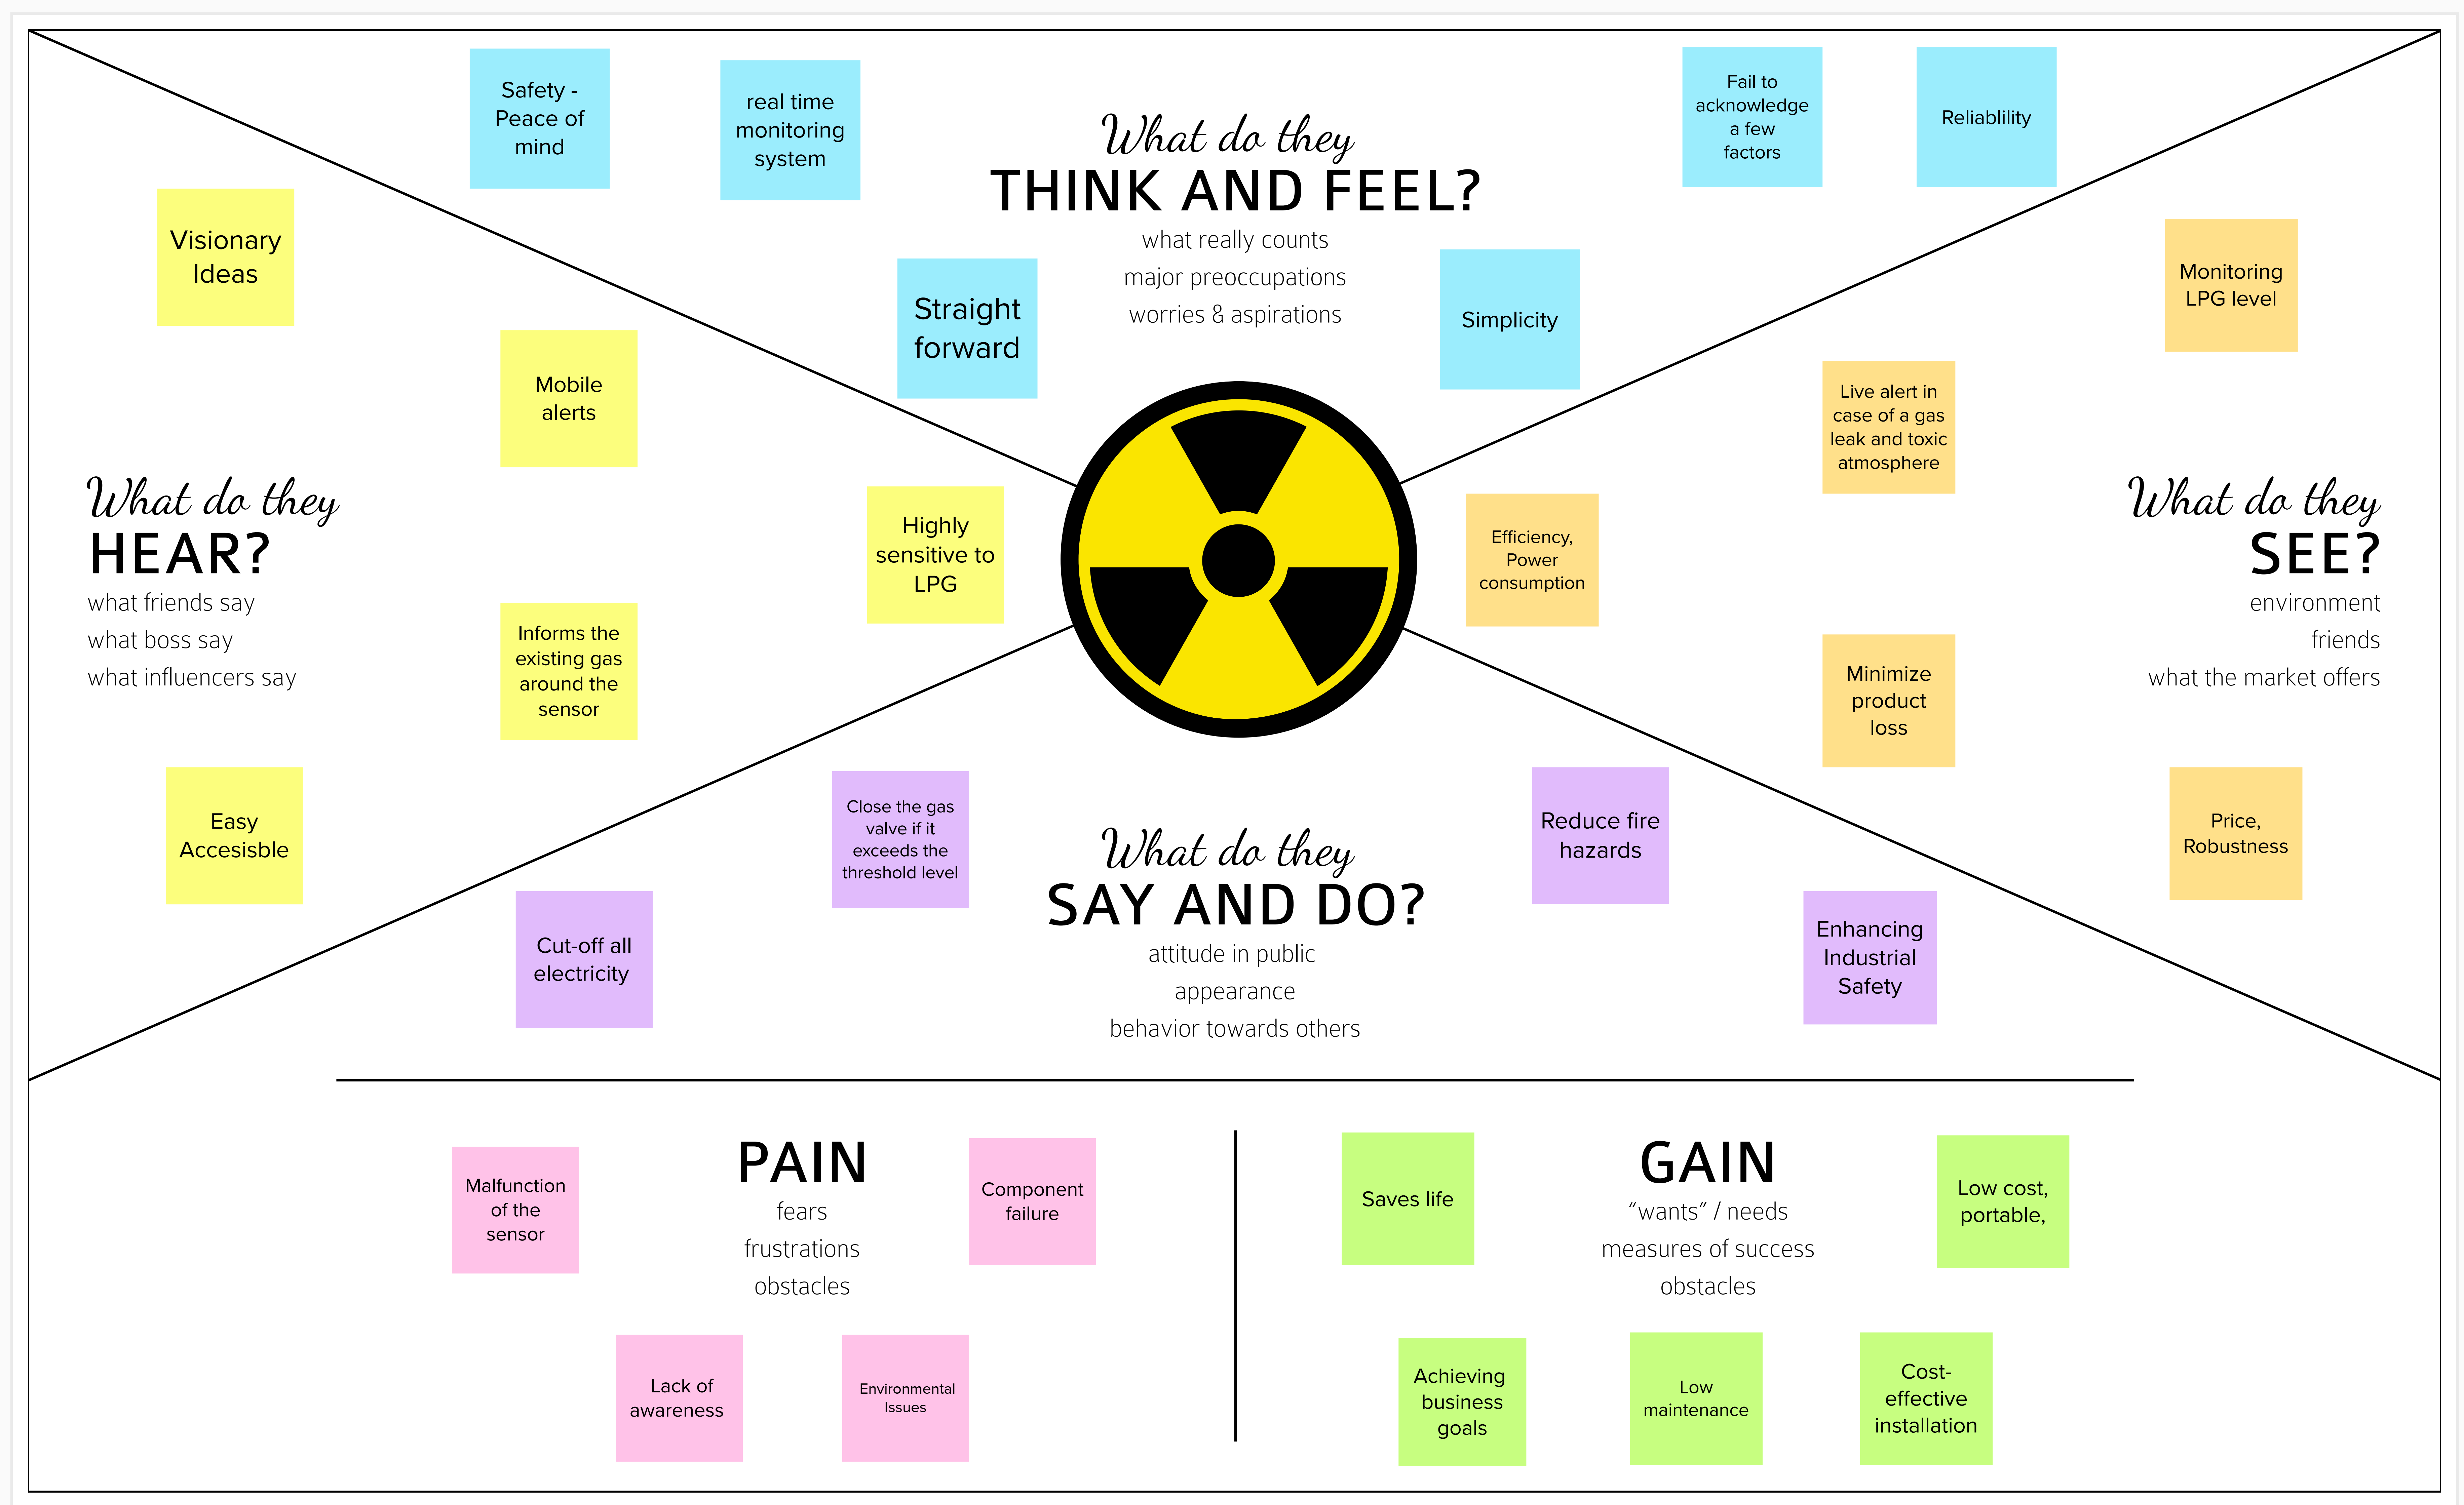 Safety -
Peace of
mind
real time
monitoring
system
What do they
THINK AND FEEL?
what really counts
major preoccupations
worries & aspirations
Straight
forward
Simplicity
Fail to
acknowledge
a few
factors
Reliablility
Visionary
Ideas
Mobile
alerts
Highly
sensitive to
LPG
What do they
HEAR?
what friends say
what boss say
what influencers say
Informs the
existing gas
around the
sensor
Easy
Accesisble
Monitoring
LPG level
Live alert in
case of a gas
leak and toxic
atmosphere
Efficiency,
Power
consumption
What do they
SEE?
environment
friends
what the market offers
Minimize
product
loss
Price,
Robustness
Close the gas
valve if it
exceeds the
threshold level
Cut-off all
electricity
What do they
SAY AND DO?
attitude in public
appearance
behavior towards others
Reduce fire
hazards
Enhancing
Industrial
Safety
Malfunction
of the
sensor
PAIN
fears
frustrations
obstacles
Component
failure
Lack of
awareness
Environmental
Issues
Saves life
GAIN
“wants” / needs
measures of success
obstacles
Low cost,
portable,
Achieving
business
goals
Low
maintenance
Cost-
effective
installation